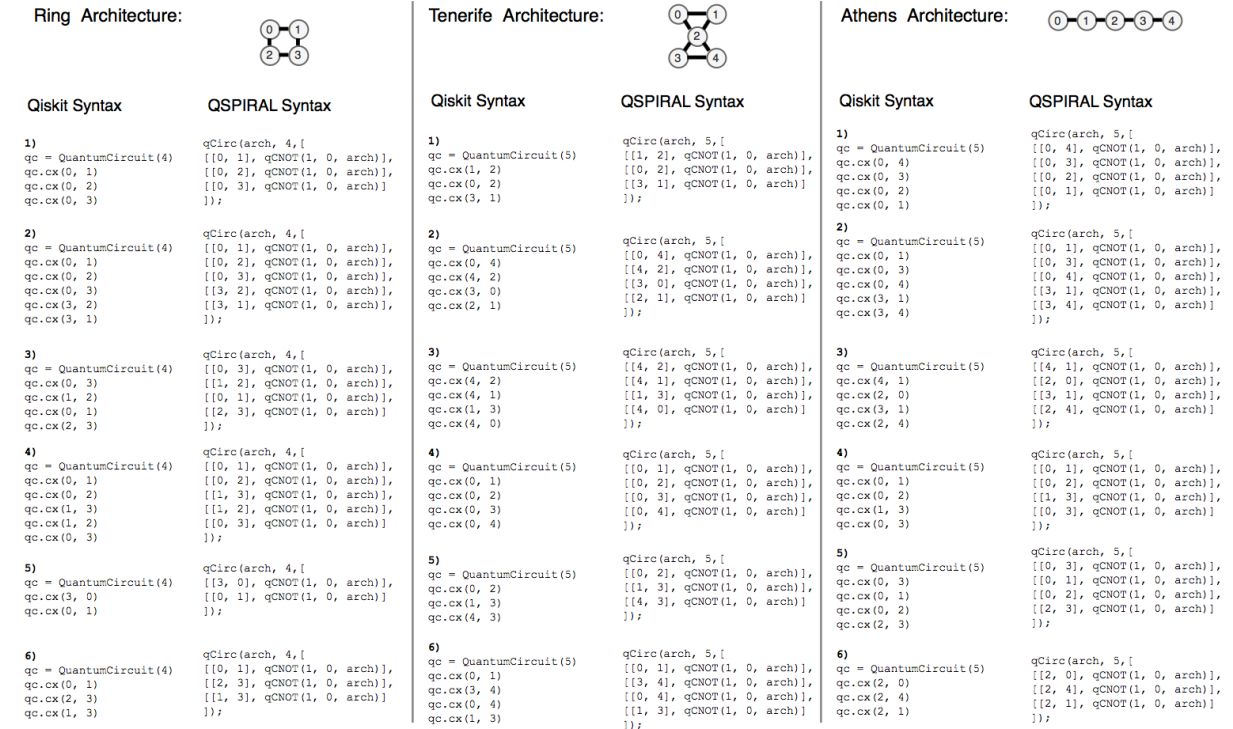 Ring Architecture:
0 1
2 3
Qiskit Syntax
QSPIRAL Syntax
1)
qc = QuantumCircuit(4)
qc.cx(0, 1)
qc.cx(0, 2)
qc.cx(0, 3)
qCirc(arch, 4,[
[[0, 1], qCNOT(1, 0, arch)],
[[0, 2], qCNOT(1, 0, arch)],
[[0, 3], qCNOT(1, 0, arch)]
]);
2)
qc = QuantumCircuit(4)
qc.cx(0, 1)
qc.cx(0, 2)
qc.cx(0, 3)
qc.cx(3, 2)
qc.cx(3, 1)
qCirc(arch, 4,[
[[0, 1], qCNOT(1, 0, arch)],
[[0, 2], qCNOT(1, 0, arch)],
[[0, 3], qCNOT(1, 0, arch)],
[[3, 2], qCNOT(1, 0, arch)],
[[3, 1], qCNOT(1, 0, arch)],
]);
3)
qc = QuantumCircuit(4)
qc.cx(0, 3)
qc.cx(1, 2)
qc.cx(0, 1)
qc.cx(2, 3)
qCirc(arch, 4,[
[[0, 3], qCNOT(1, 0, arch)],
[[1, 2], qCNOT(1, 0, arch)],
[[0, 1], qCNOT(1, 0, arch)],
[[2, 3], qCNOT(1, 0, arch)]
]);
4)
qc = QuantumCircuit(4)
qc.cx(0, 1)
qc.cx(0, 2)
qc.cx(1, 3)
qc.cx(1, 2)
qc.cx(0, 3)
qCirc(arch, 4,[
[[0, 1], qCNOT(1, 0, arch)],
[[0, 2], qCNOT(1, 0, arch)],
[[1, 3], qCNOT(1, 0, arch)],
[[1, 2], qCNOT(1, 0, arch)],
[[0, 3], qCNOT(1, 0, arch)]
]);
5)
qc = QuantumCircuit(4)
qc.cx(3, 0)
qc.cx(0, 1)
qCirc(arch, 4,[
[[3, 0], qCNOT(1, 0, arch)],
[[0, 1], qCNOT(1, 0, arch)]
]);
6)
qc = QuantumCircuit(4)
qc.cx(0, 1)
qc.cx(2, 3)
qc.cx(1, 3)
qCirc(arch, 4,[
[[0, 1], qCNOT(1, 0, arch)],
[[2, 3], qCNOT(1, 0, arch)],
[[1, 3], qCNOT(1, 0, arch)]
]);
Tenerife Architecture:
0 1
2
3 4
Qiskit Syntax
QSPIRAL Syntax
1)
qc = QuantumCircuit(5)
qc.cx(1, 2)
qc.cx(0, 2)
qc.cx(3, 1)
qCirc(arch, 5,[
[[1, 2], qCNOT(1, 0, arch)],
[[0, 2], qCNOT(1, 0, arch)],
[[3, 1], qCNOT(1, 0, arch)]
]);
2)
qc = QuantumCircuit(5)
qc.cx(0, 4)
qc.cx(4, 2)
qc.cx(3, 0)
qc.cx(2, 1)
qCirc(arch, 5,[
[[0, 4], qCNOT(1, 0, arch)],
[[4, 2], qCNOT(1, 0, arch)],
[[3, 0], qCNOT(1, 0, arch)],
[[2, 1], qCNOT(1, 0, arch)]
]);
3)
qc = QuantumCircuit(5)
qc.cx(4, 2)
qc.cx(4, 1)
qc.cx(1, 3)
qc.cx(4, 0)
qCirc(arch, 5,[
[[4, 2], qCNOT(1, 0, arch)],
[[4, 1], qCNOT(1, 0, arch)],
[[1, 3], qCNOT(1, 0, arch)],
[[4, 0], qCNOT(1, 0, arch)]
]);
4)
qc = QuantumCircuit(5)
qc.cx(0, 1)
qc.cx(0, 2)
qc.cx(0, 3)
qc.cx(0, 4)
qCirc(arch, 5,[
[[0, 1], qCNOT(1, 0, arch)],
[[0, 2], qCNOT(1, 0, arch)],
[[0, 3], qCNOT(1, 0, arch)],
[[0, 4], qCNOT(1, 0, arch)]
]);
5)
qc = QuantumCircuit(5)
qc.cx(0, 2)
qc.cx(1, 3)
qc.cx(4, 3)
qCirc(arch, 5,[
[[0, 2], qCNOT(1, 0, arch)],
[[1, 3], qCNOT(1, 0, arch)],
[[4, 3], qCNOT(1, 0, arch)]
]);
6)
qc = QuantumCircuit(5)
qc.cx(0, 1)
qc.cx(3, 4)
qc.cx(0, 4)
qc.cx(1, 3)
qCirc(arch, 5,[
[[0, 1], qCNOT(1, 0, arch)],
[[3, 4], qCNOT(1, 0, arch)],
[[0, 4], qCNOT(1, 0, arch)],
[[1, 3], qCNOT(1, 0, arch)]
]);
Athens Architecture:
0 1 2 3 4
Qiskit Syntax
QSPIRAL Syntax
1)
qc = QuantumCircuit(5)
qc.cx(0, 4)
qc.cx(0, 3)
qc.cx(0, 2)
qc.cx(0, 1)
qCirc(arch, 5,[
[[0, 4], qCNOT(1, 0, arch)],
[[0, 3], qCNOT(1, 0, arch)],
[[0, 2], qCNOT(1, 0, arch)],
[[0, 1], qCNOT(1, 0, arch)]
]);
2)
qc = QuantumCircuit(5)
qc.cx(0, 1)
qc.cx(0, 3)
qc.cx(0, 4)
qc.cx(3, 1)
qc.cx(3, 4)
qCirc(arch, 5,[
[[0, 1], qCNOT(1, 0, arch)],
[[0, 3], qCNOT(1, 0, arch)],
[[0, 4], qCNOT(1, 0, arch)],
[[3, 1], qCNOT(1, 0, arch)],
[[3, 4], qCNOT(1, 0, arch)]
]);
3)
qc = QuantumCircuit(5)
qc.cx(4, 1)
qc.cx(2, 0)
qc.cx(3, 1)
qc.cx(2, 4)
qCirc(arch, 5,[
[[4, 1], qCNOT(1, 0, arch)],
[[2, 0], qCNOT(1, 0, arch)],
[[3, 1], qCNOT(1, 0, arch)],
[[2, 4], qCNOT(1, 0, arch)]
]);
4)
qc = QuantumCircuit(5)
qc.cx(0, 1)
qc.cx(0, 2)
qc.cx(1, 3)
qc.cx(0, 3)
qCirc(arch, 5,[
[[0, 1], qCNOT(1, 0, arch)],
[[0, 2], qCNOT(1, 0, arch)],
[[1, 3], qCNOT(1, 0, arch)],
[[0, 3], qCNOT(1, 0, arch)]
]);
5)
qc = QuantumCircuit(5)
qc.cx(0, 3)
qc.cx(0, 1)
qc.cx(0, 2)
qc.cx(2, 3)
qCirc(arch, 5,[
[[0, 3], qCNOT(1, 0, arch)],
[[0, 1], qCNOT(1, 0, arch)],
[[0, 2], qCNOT(1, 0, arch)],
[[2, 3], qCNOT(1, 0, arch)]
]);
6)
qc = QuantumCircuit(5)
qc.cx(2, 0)
qc.cx(2, 4)
qc.cx(2, 1)
qCirc(arch, 5,[
[[2, 0], qCNOT(1, 0, arch)],
[[2, 4], qCNOT(1, 0, arch)],
[[2, 1], qCNOT(1, 0, arch)]
]);